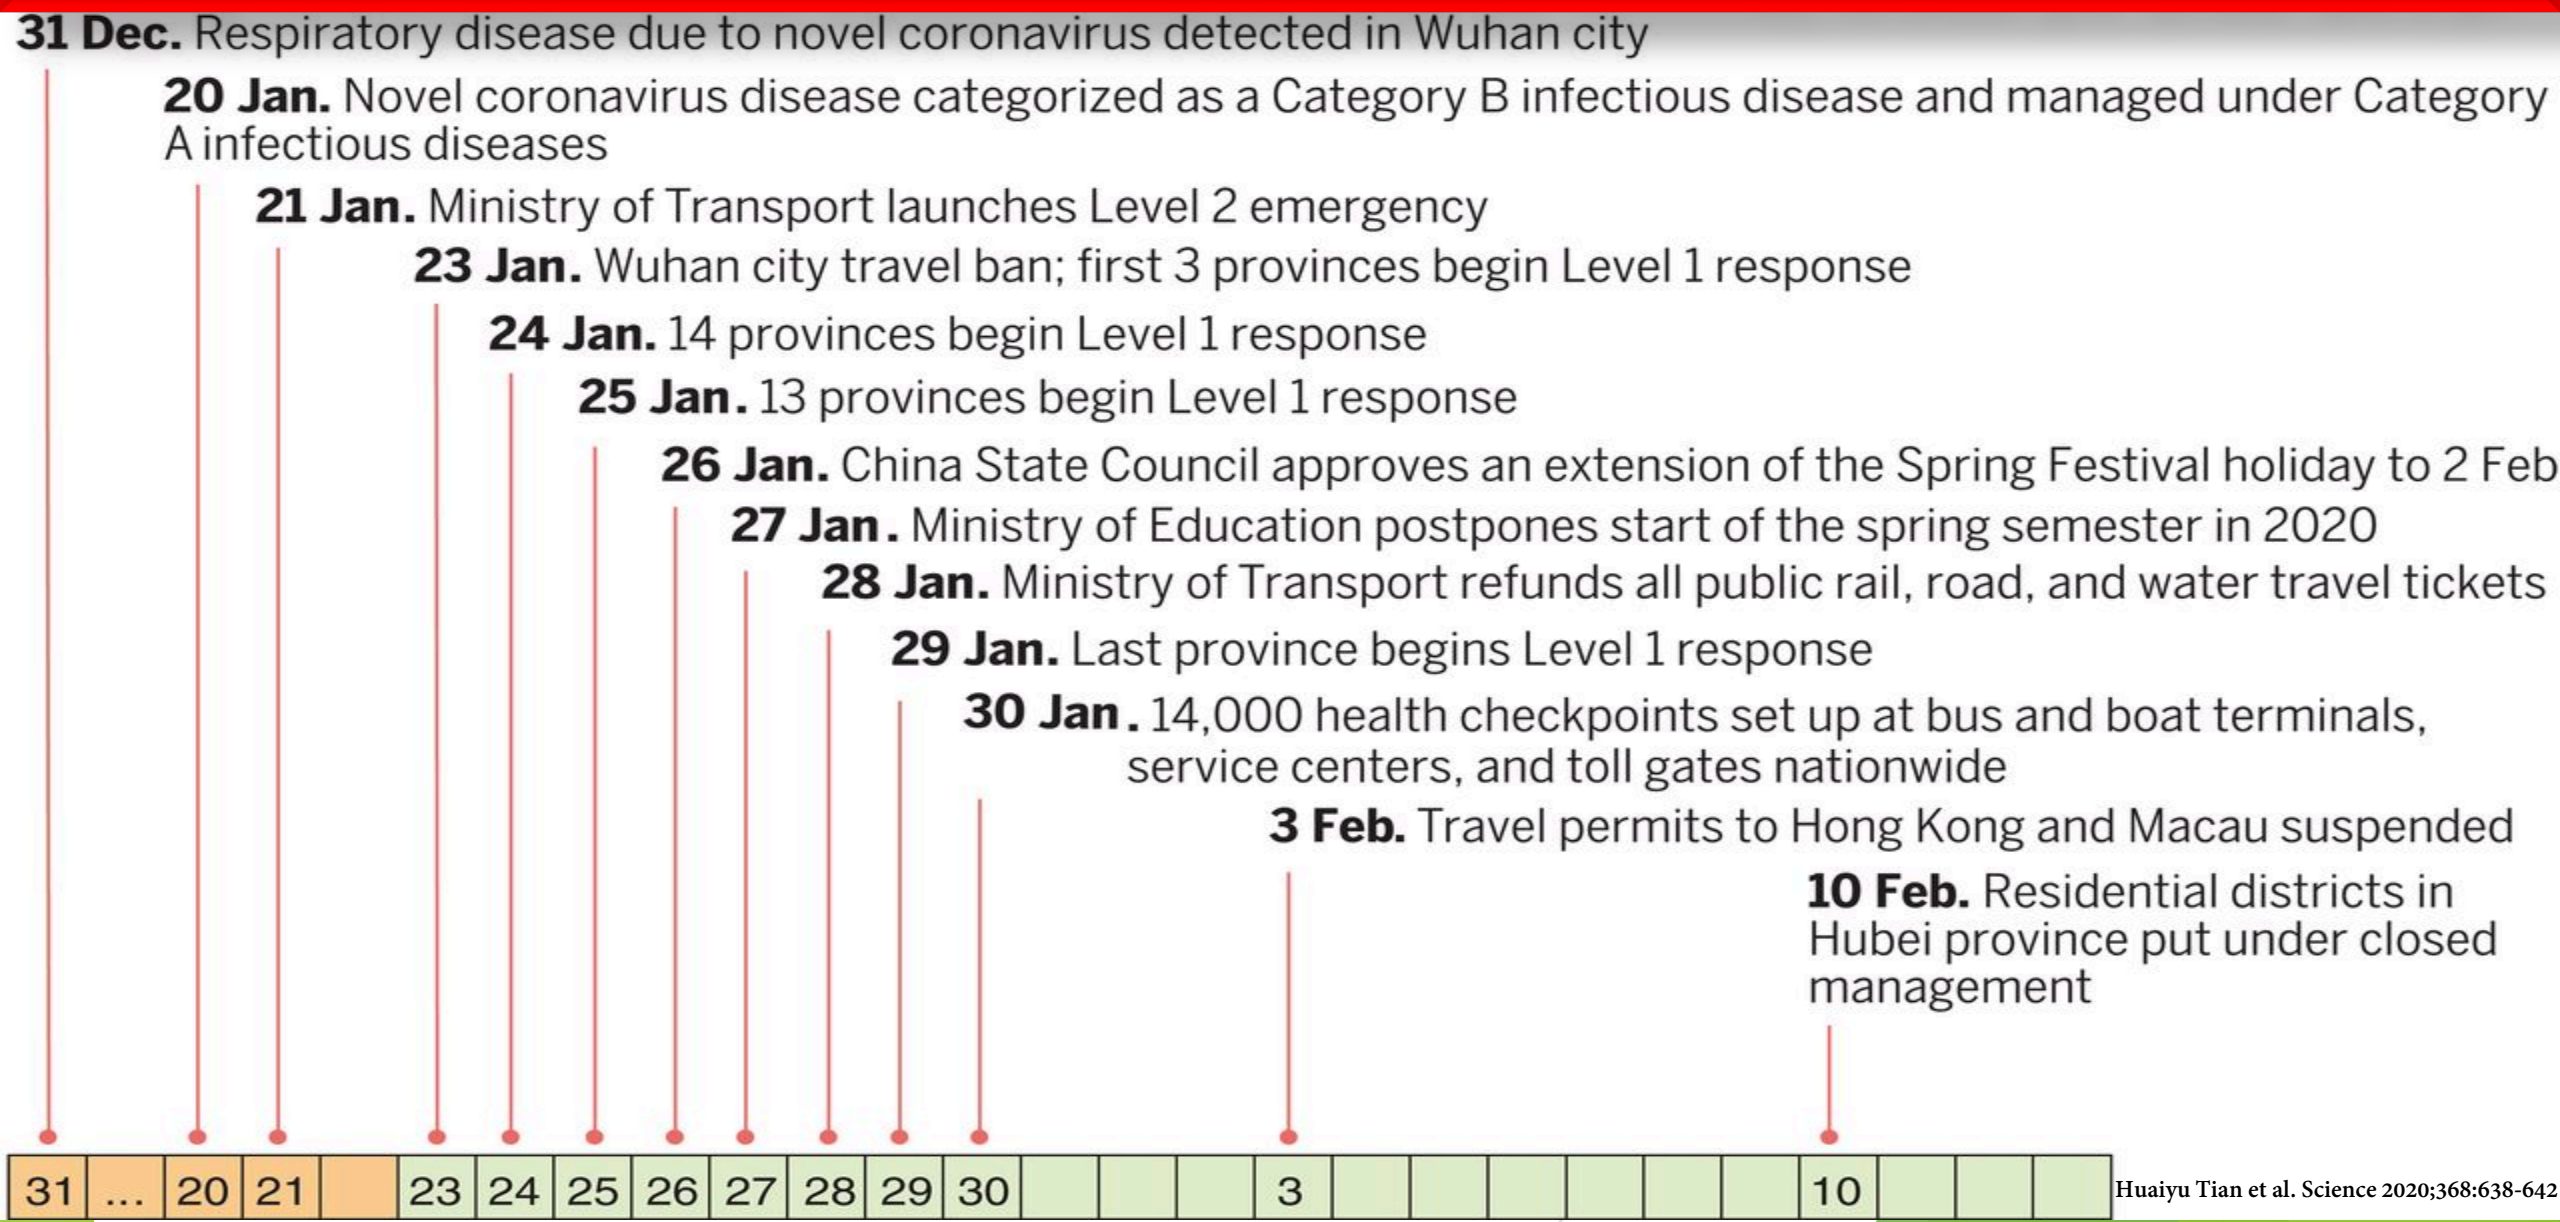 31 Dec. Respiratory disease due to novel coronavirus detected in Wuhan city
20 Jan. Novel coronavirus disease categorized as a Category B infectious disease and managed under Category
A infectious diseases
21 Jan. Ministry of Transport launches Level 2 emergency
23 Jan. Wuhan city travel ban; first 3 provinces begin Level 1 response
24 Jan. 14 provinces begin Level 1 response
25 Jan. 13 provinces begin Level 1 response
26 Jan. China State Council approves an extension of the Spring Festival holiday to 2 Feb
27 Jan. Ministry of Education postpones start of the spring semester in 2020
28 Jan. Ministry of Transport refunds all public rail, road, and water travel tickets
29 Jan. Last province begins Level 1 response
30 Jan. 14,000 health checkpoints set up at bus and boat terminals,
service centers, and toll gates nationwide
3 Feb. Travel permits to Hong Kong and Macau suspended
10 Feb. Residential districts in
Hubei province put under closed
management
31 ... 20 21 23 24 25 26 27 28 29 30 3 10
Huaiyu Tian et al. Science 2020;368:638-642